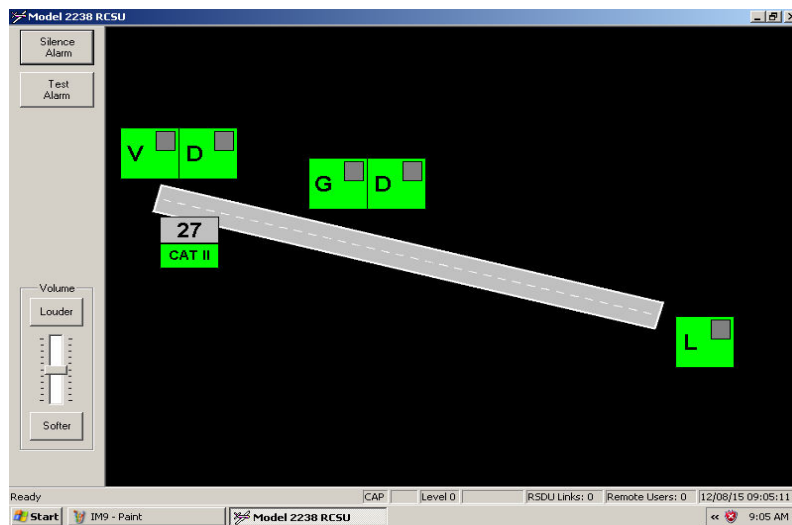 Model 2238 RCSU
Silence
Alarm
Test
Alarm
V D
G D
27
CAT II
L
Volume
Louder
Softer
Ready CAP Level 0 RSDU Links: 0 Remote Users: 0 12/08/15 09:05:11
Start IM9 - Paint Model 2238 RCSU « 9:05 AM